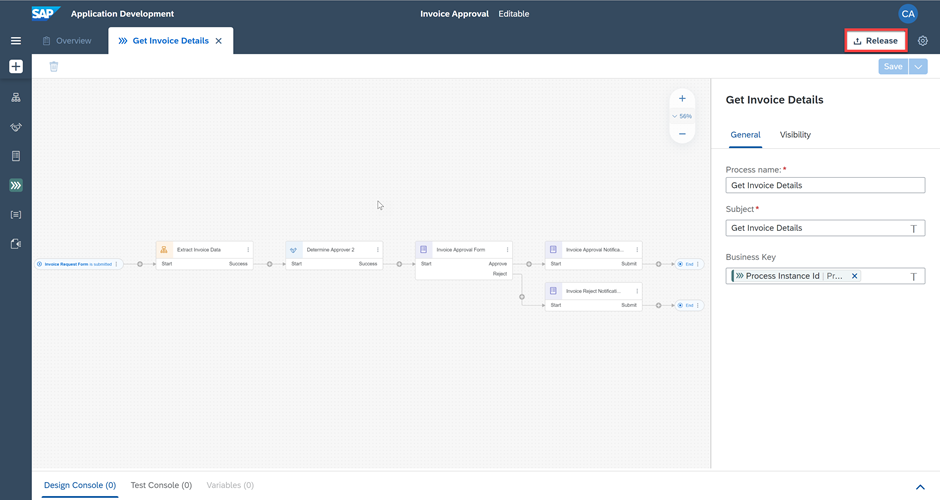 SAP Application Development Invoice Approval Editable CA
Overview Get Invoice Details Release
Save
56%
Get Invoice Details
General Visibility
Process name: *
Get Invoice Details
Subject *
Get Invoice Details
Business Key
Process Instance Id | Pr...
Invoice Request Form is submitted
Extract Invoice Data
Start Success
Determine Approver 2
Start Success
Invoice Approval Form
Start Approve
Reject
Invoice Approval Notifica...
Start Submit
End
Invoice Reject Notificati...
Start Submit
End
Design Console (0) Test Console (0) Variables (0)